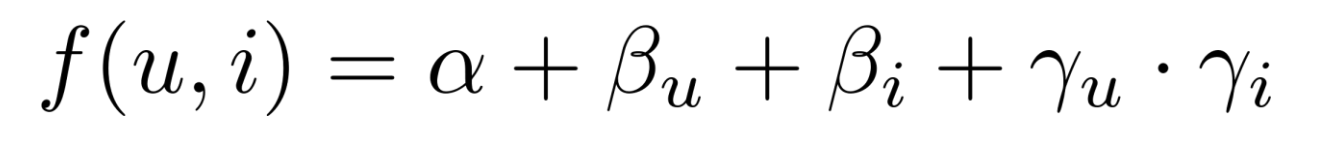 f(u, i) = α + β_u + β_i + γ_u · γ_i